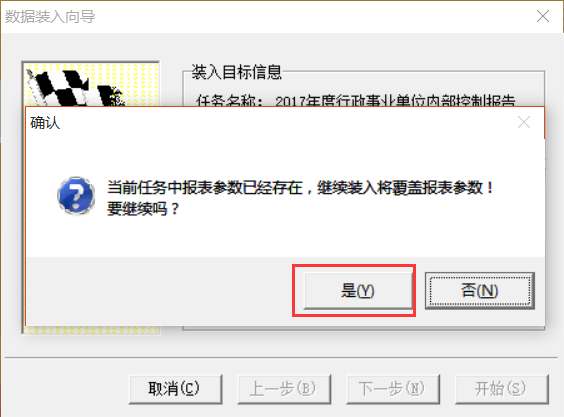 数据装入向导
装入目标信息
任务名称： 2017年度行政事业单位内部控制报告
确认
当前任务中报表参数已经存在，继续装入将覆盖报表参数！
要继续吗？
是(Y)
否(N)
取消(C)
上一步(B)
下一步(N)
开始(S)